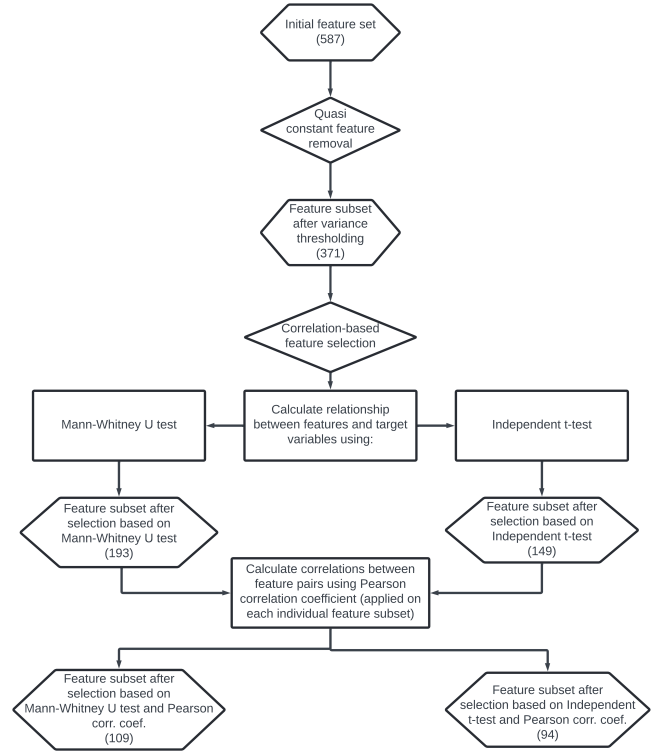 Initial feature set
(587)
Quasi
constant feature
removal
Feature subset
after variance
thresholding
(371)
Correlation-based
feature selection
Mann-Whitney U test
Calculate relationship
between features and target
variables using:
Independent t-test
Feature subset after
selection based on
Mann-Whitney U test
(193)
Feature subset after
selection based on
Independent t-test
(149)
Calculate correlations between
feature pairs using Pearson
correlation coefficient (applied on
each individual feature subset)
Feature subset after
selection based on
Mann-Whitney U test and Pearson
corr. coef.
(109)
Feature subset after
selection based on Independent
t-test and Pearson corr. coef.
(94)